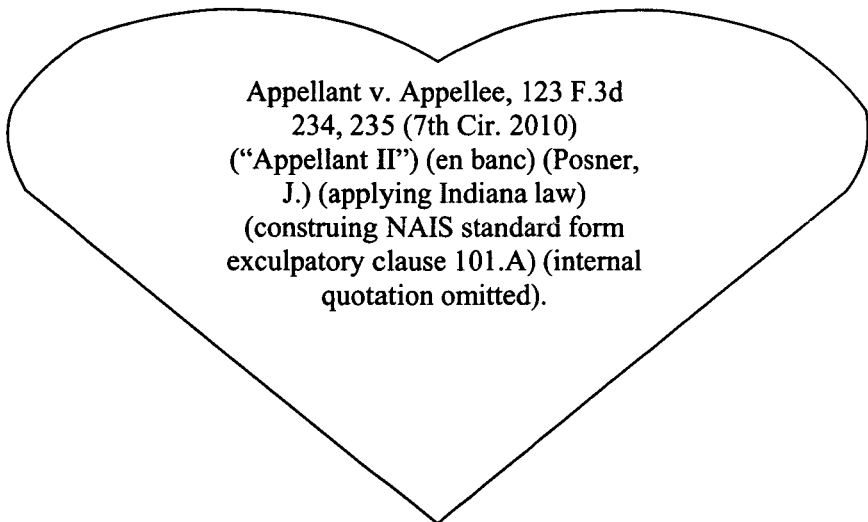 Appellant v. Appellee, 123 F.3d
234, 235 (7th Cir. 2010)
(“Appellant II”) (en banc) (Posner,
J.) (applying Indiana law)
(construing NAIS standard form
exculpatory clause 101.A) (internal
quotation omitted).